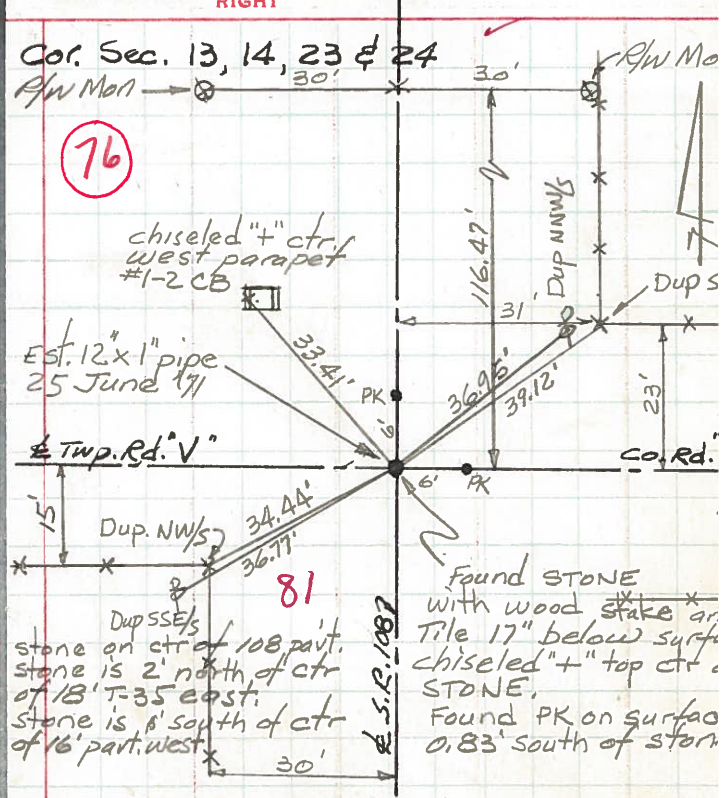 RIGHT
Cor. Sec. 13, 14, 23 & 24
R/W Mon
30'
30'
R/W Mo
76
116.47'
Dup NNW/S
chiseled "+" ctr.
west parapet
#1-2 CB
Dup S
31'
33.41'
Est. 12" x 1" pipe
25 June '71
36.95'
39.12'
23'
PK
6'
℄ Twp. Rd. "V"
Co. Rd. "
6'
PK
15'
34.44'
36.77'
Dup. NW/S
81
Dup SSE/S
Found STONE
with wood stake an
Tile 17" below surf
chiseled "+" top ctr
STONE.
Found PK on surfac
0.83' South of ston
stone on ctr of 108 pav't.
stone is 2' north of ctr
of 18' T-35 east.
stone is south of ctr
of 16' west
℄ S.R. 108
30'